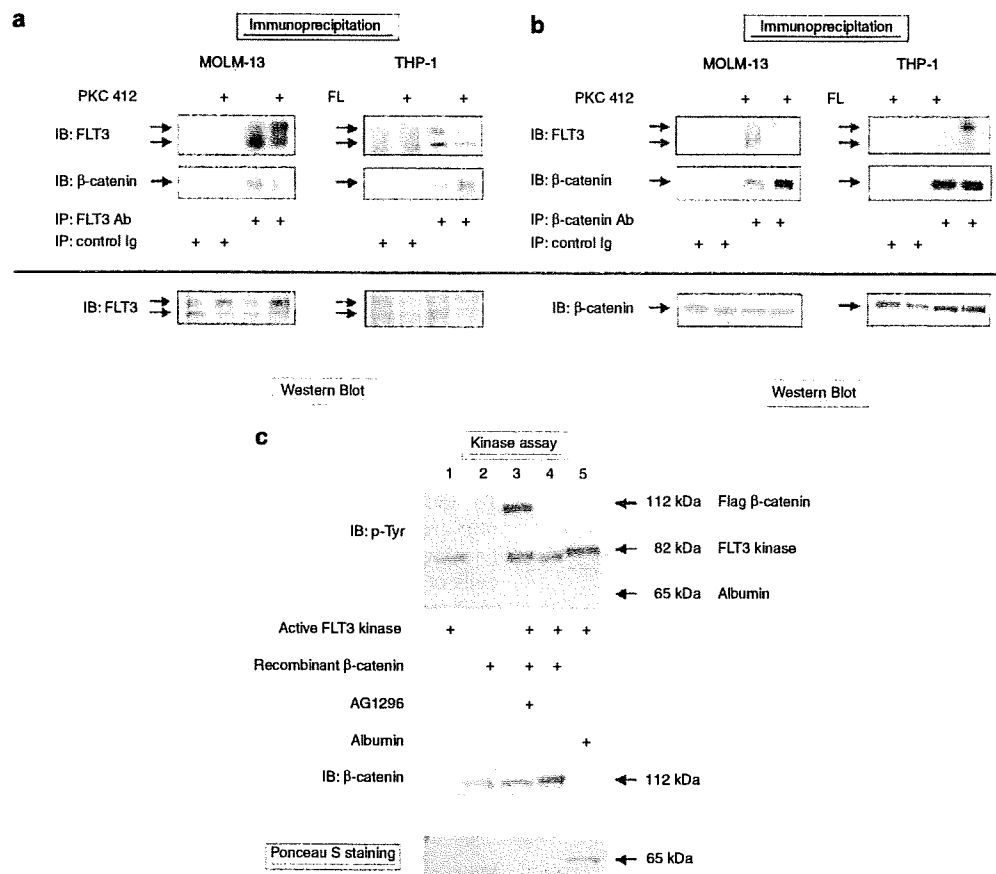 a
Immunoprecipitation
MOLM-13 THP-1
PKC 412 + + FL + +
IB: FLT3
IB: β-catenin
IP: FLT3 Ab + + + +
IP: control Ig + + + +
IB: FLT3
Western Blot
b
Immunoprecipitation
MOLM-13 THP-1
PKC 412 + + FL + +
IB: FLT3
IB: β-catenin
IP: β-catenin Ab + + + +
IP: control Ig + + + +
IB: β-catenin
Western Blot
c
Kinase assay
1 2 3 4 5
IB: p-Tyr
112 kDa Flag β-catenin
82 kDa FLT3 kinase
65 kDa Albumin
Active FLT3 kinase + + + +
Recombinant β-catenin + + +
AG1296 +
Albumin +
IB: β-catenin 112 kDa
Ponceau S staining 65 kDa